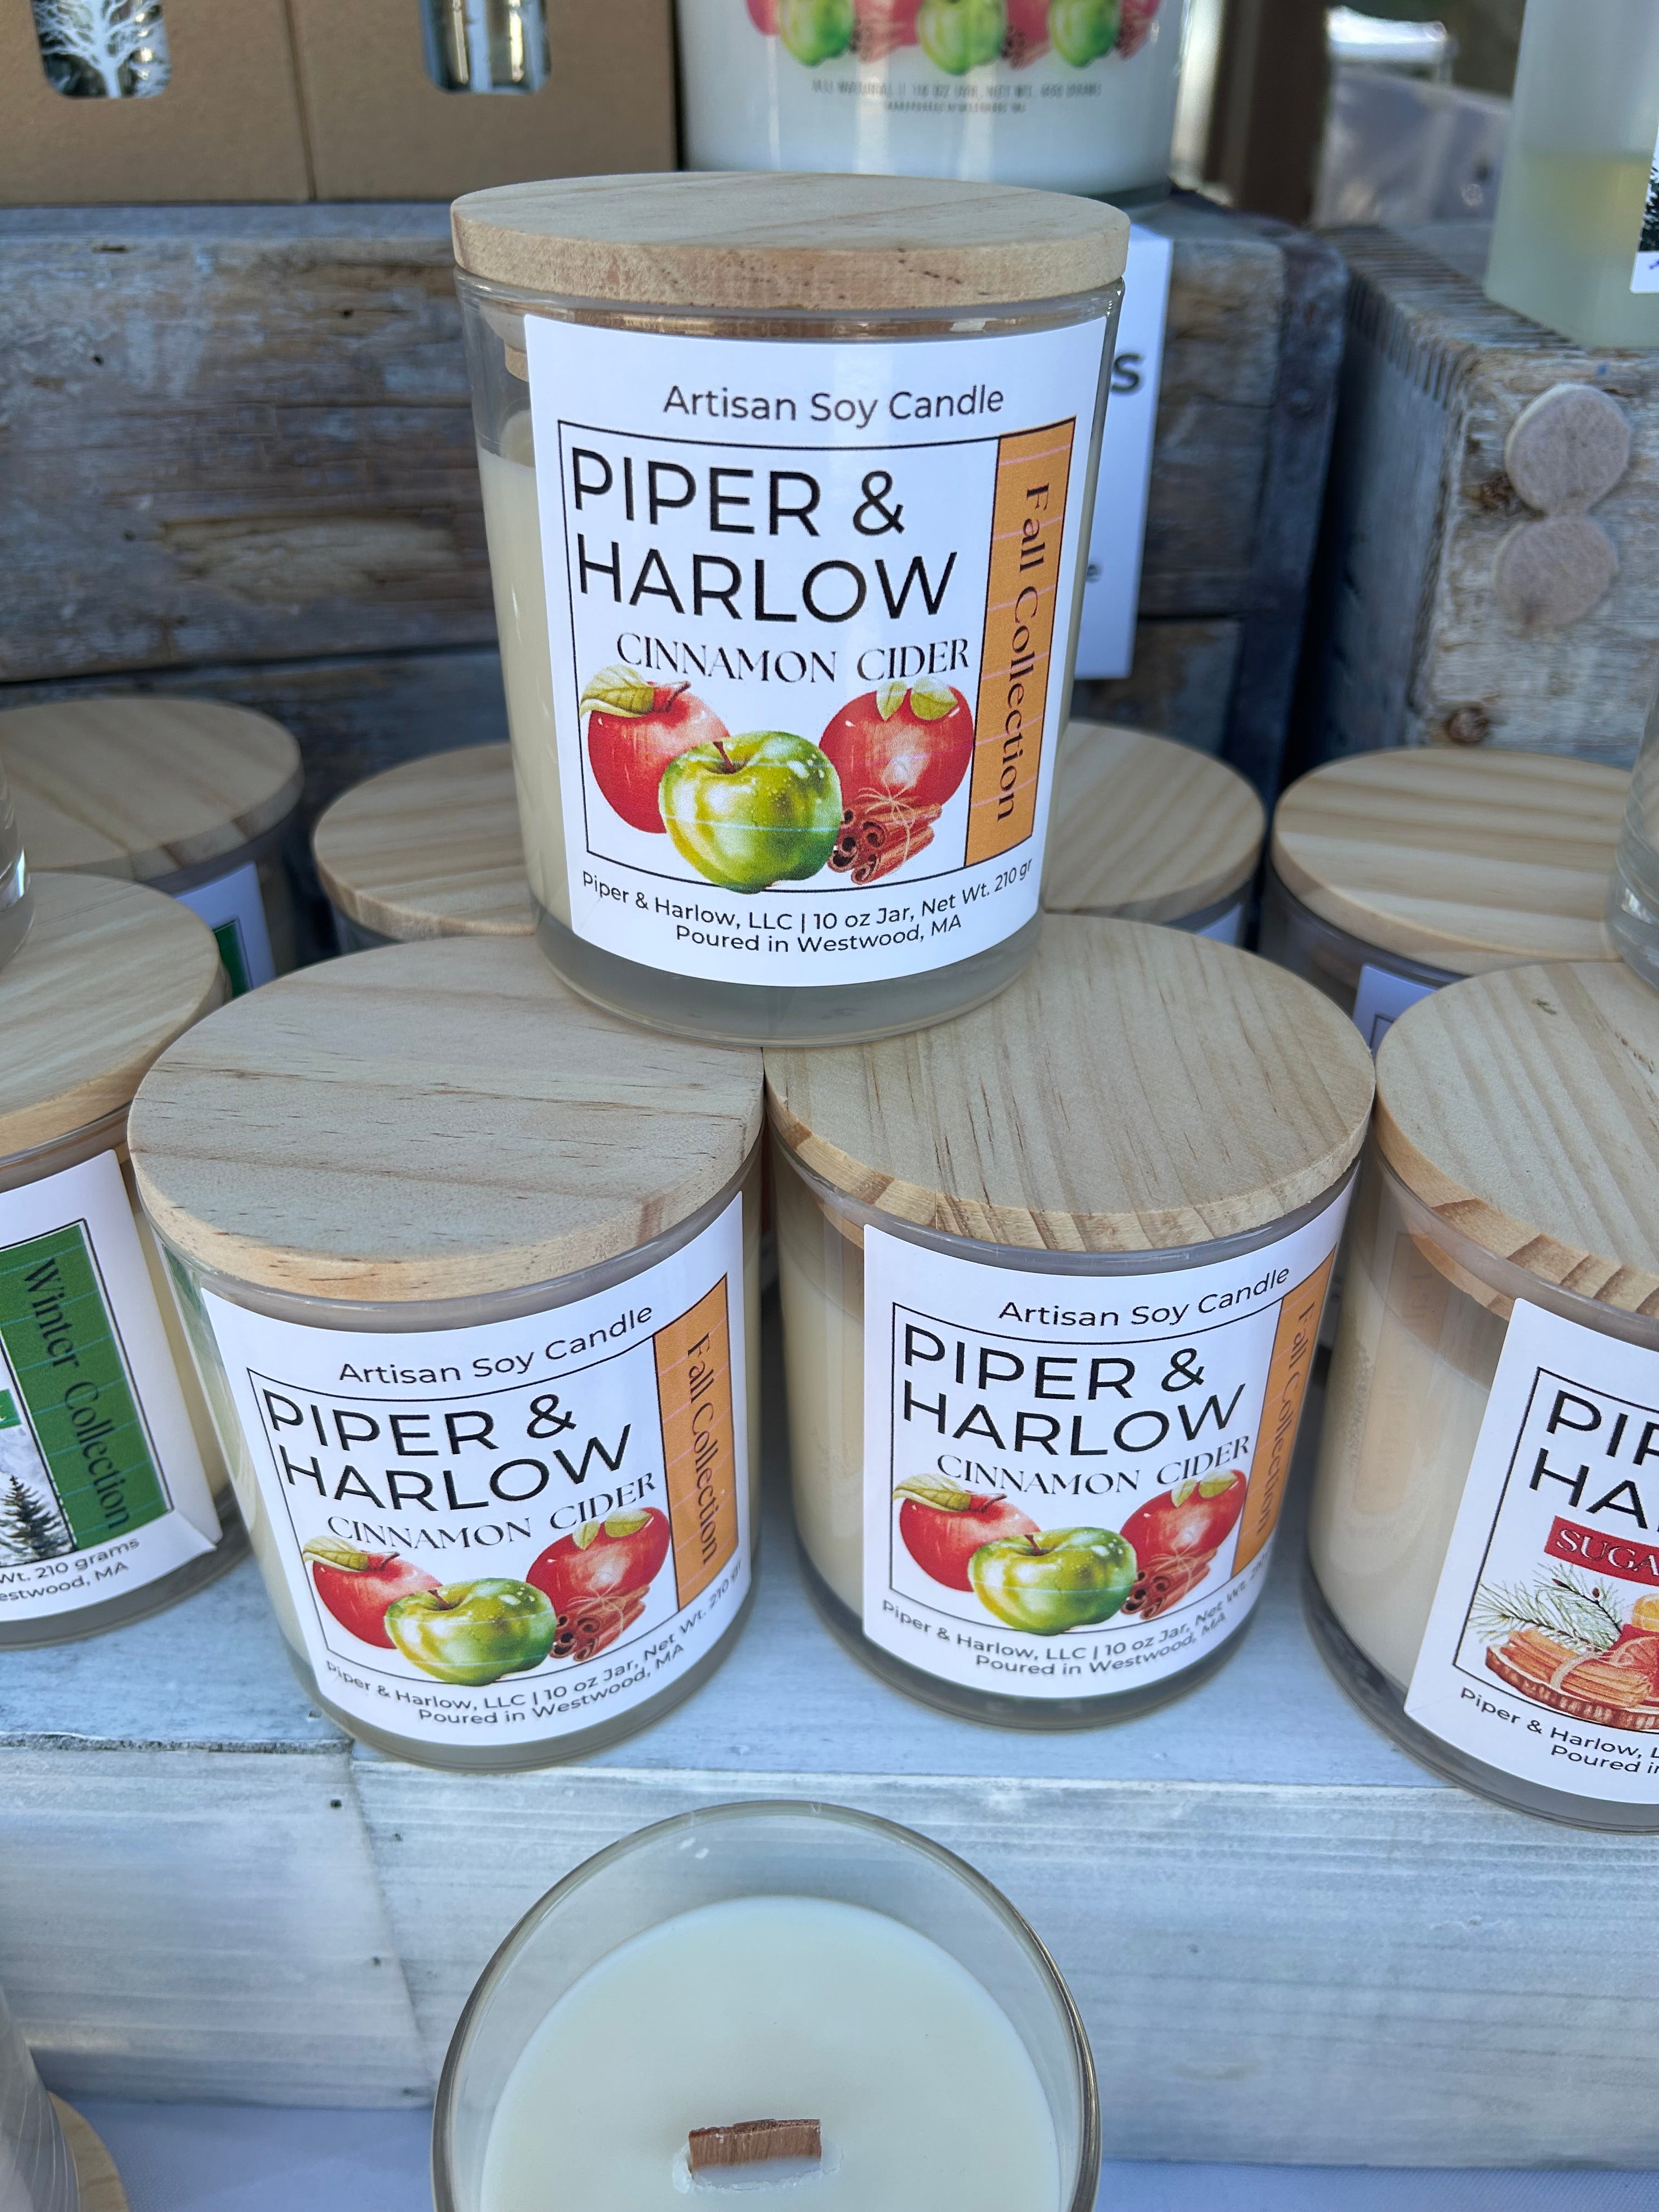 Artisan Soy Candle
PIPER &
HARLOW
CINNAMON CIDER
Fall Collection
Piper & Harlow, LLC | 10 oz Jar, Net Wt. 210 gr
Poured in Westwood, MA
Winter Collection
Wt. 210 grams
estwood, MA
Artisan Soy Candle
PIPER &
HARLOW
CINNAMON CIDER
Fall Collection
Piper & Harlow, LLC | 10 oz Jar, Net Wt. 210 gr
Poured in Westwood, MA
Artisan Soy Candle
PIPER &
HARLOW
CINNAMON CIDER
Fall Collection
Piper & Harlow, LLC | 10 oz Jar, Net Wt.
Poured in Westwood, MA
PIP
HA
SUGA
Piper & Harlow, L
Poured in